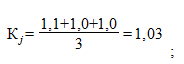 Kj= 1,1+1,0+1,0 / 3 =1,03 ;